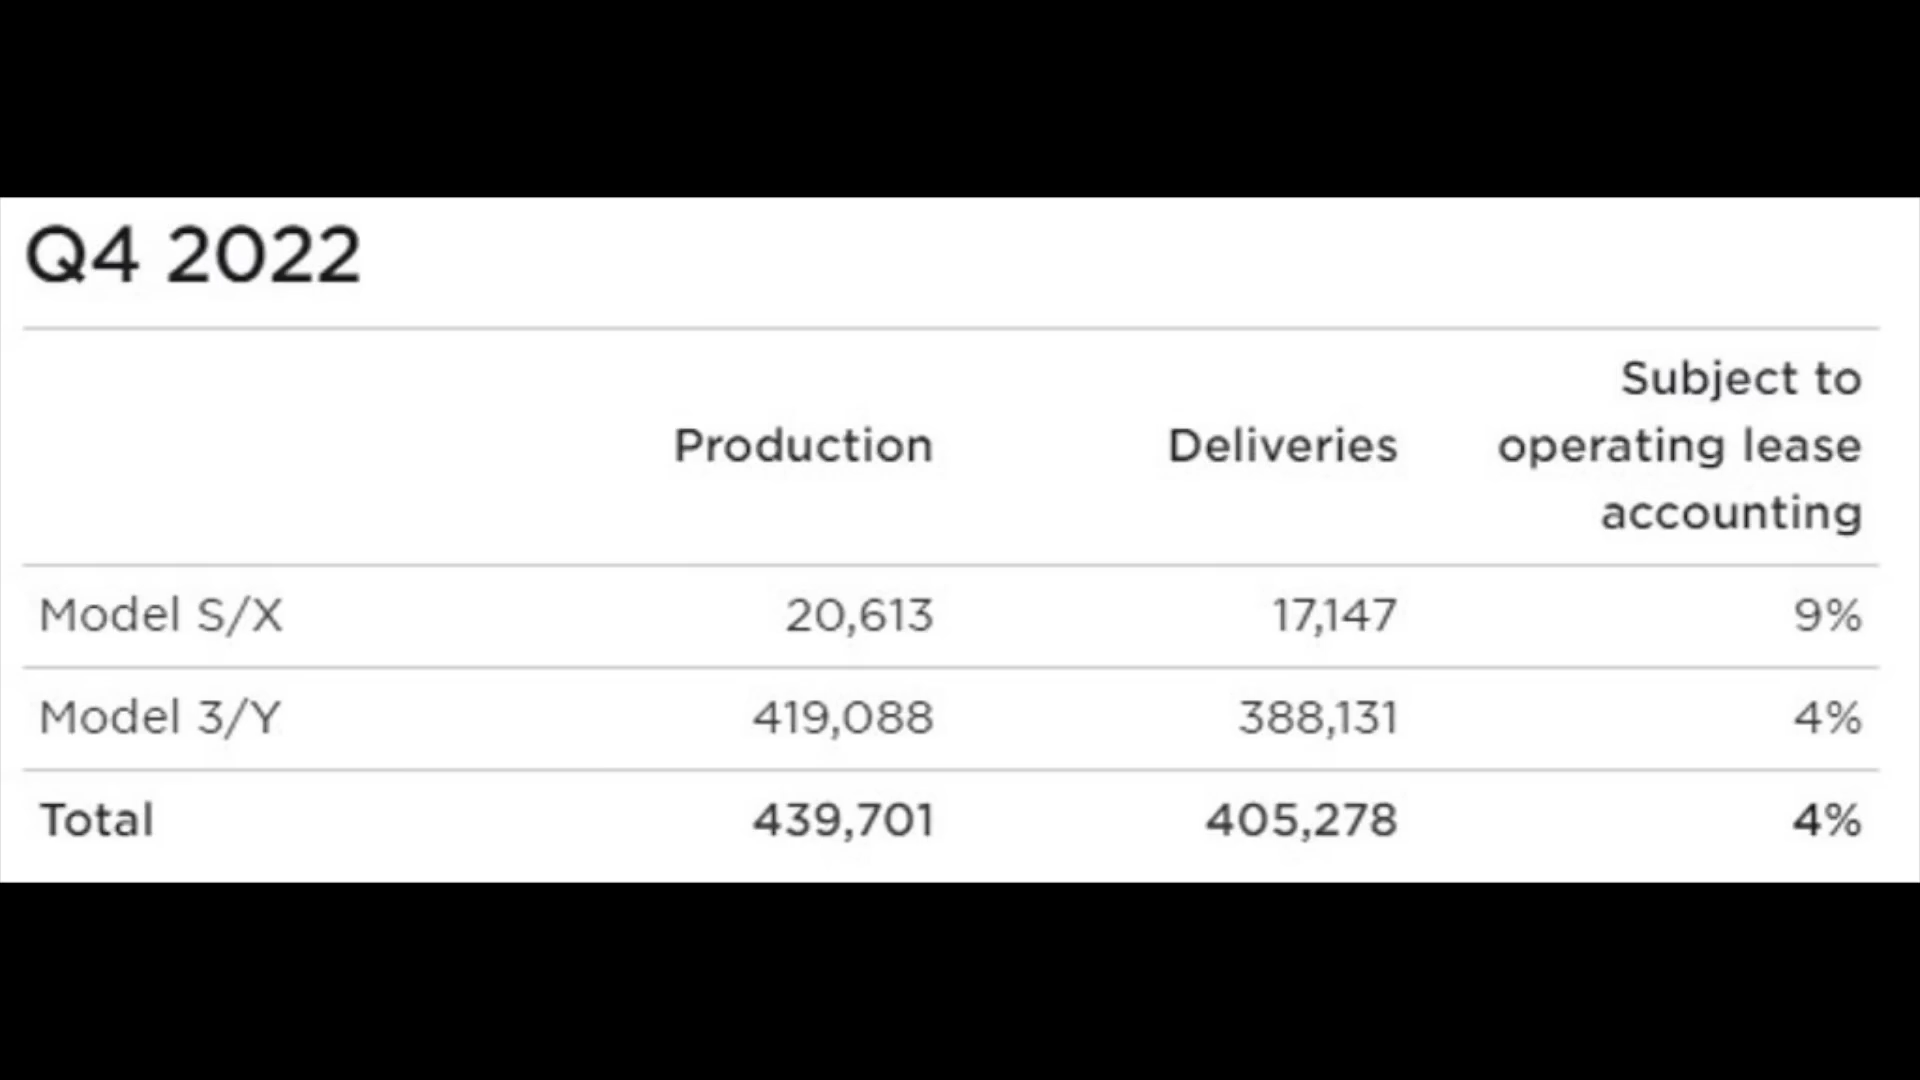 Q4 2022
Subject to
Production Deliveries operating lease
accounting
Model S/X 20,613 17,147 9%
Model 3/Y 419,088 388,131 4%
Total 439,701 405,278 4%